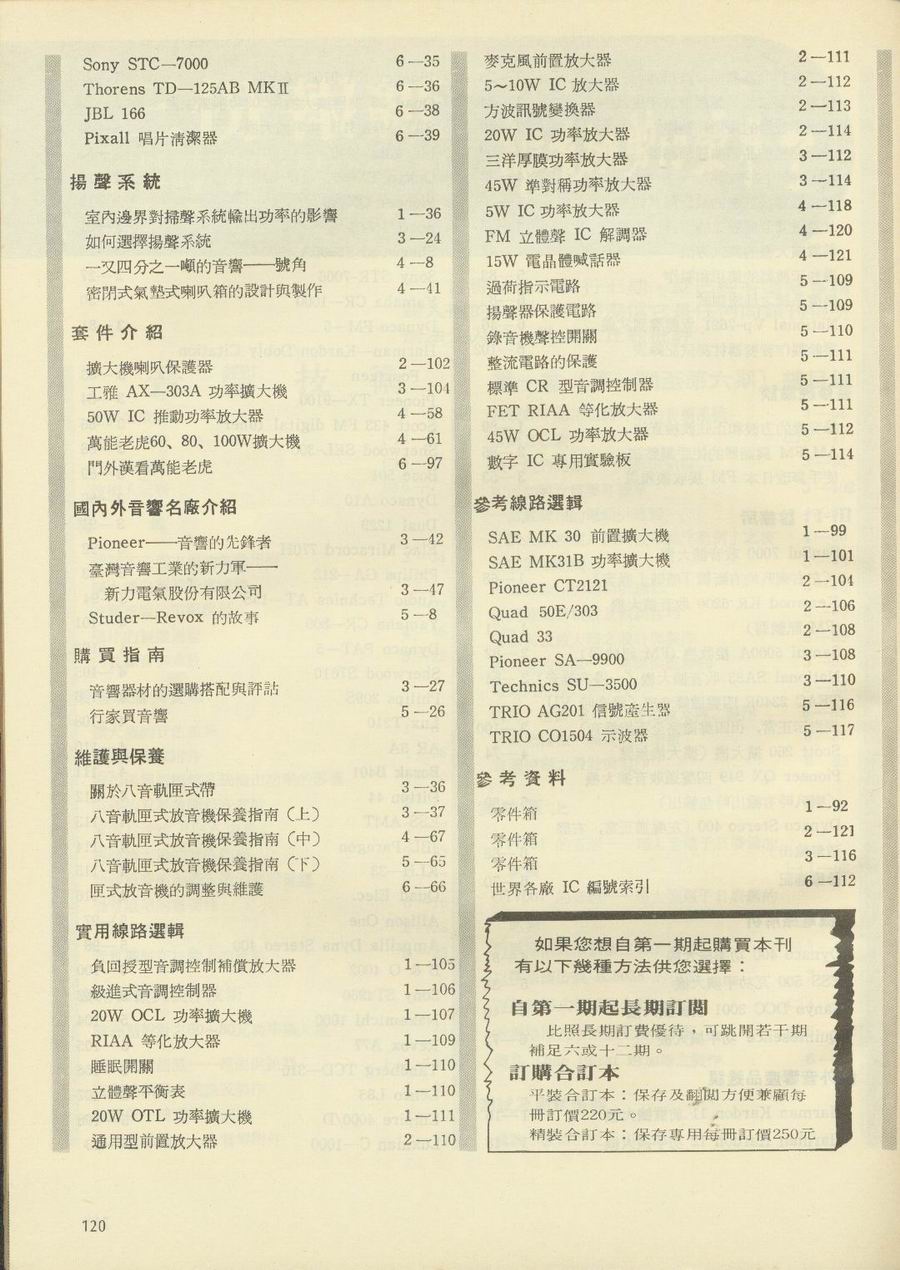 Sony STC—7000 6—35
Thorens TD—125AB MKⅡ 6—36
JBL 166 6—38
Pixall 唱片清潔器 6—39
揚聲系統
室內邊界對揚聲系統輸出功率的影響 1—36
如何選擇揚聲系統 3—24
一又四分之一噸的音響——號角 4—8
密閉式氣墊式喇叭箱的設計與製作 4—41
套件介紹
擴大機喇叭保護器 2—102
工雅 AX—303A 功率擴大機 3—104
50W IC 推動功率放大器 4—58
萬能老虎60、80、100W擴大機 4—61
門外漢看萬能老虎 6—97
國內外音響名廠介紹
Pioneer——音響的先鋒者 3—42
臺灣音響工業的新力軍——
新力電氣股份有限公司 3—47
Studer—Revox 的故事 5—8
購買指南
音響器材的選購搭配與評詁 3—27
行家買音響 5—26
維護與保養
關於八音軌匣式帶 3—36
八音軌匣式放音機保養指南（上） 3—37
八音軌匣式放音機保養指南（中） 4—67
八音軌匣式放音機保養指南（下） 5—65
匣式放音機的調整與維護 6—66
實用線路選輯
負回授型音調控制補償放大器 1—105
級進式音調控制器 1—106
20W OCL 功率擴大機 1—107
RIAA 等化放大器 1—109
睡眠開關 1—110
立體聲平衡表 1—110
20W OTL 功率擴大機 1—111
通用型前置放大器 2—110
麥克風前置放大器 2—111
5～10W IC 放大器 2—112
方波訊號變換器 2—113
20W IC 功率放大器 2—114
三洋厚膜功率放大器 3—112
45W 準對稱功率放大器 3—114
5W IC 功率放大器 4—118
FM 立體聲 IC 解調器 4—120
15W 電晶體喊話器 4—121
過荷指示電路 5—109
揚聲器保護電路 5—109
錄音機聲控開關 5—110
整流電路的保護 5—111
標準 CR 型音調控制器 5—111
FET RIAA 等化放大器 5—111
45W OCL 功率放大器 5—112
數字 IC 專用實驗板 5—114
參考線路選輯
SAE MK 30 前置擴大機 1—99
SAE MK31B 功率擴大機 1—101
Pioneer CT2121 2—104
Quad 50E/303 2—106
Quad 33 2—108
Pioneer SA—9900 3—108
Technics SU—3500 3—110
TRIO AG201 信號產生器 5—116
TRIO CO1504 示波器 5—117
參考資料
零件箱 1—92
零件箱 2—121
零件箱 3—116
世界各廠 IC 編號索引 6—112
如果您想自第一期起購買本刊
有以下幾種方法供您選擇：
自第一期起長期訂閱
比照長期訂費優待，可跳開若干期
補足六或十二期。
訂購合訂本
平裝合訂本：保存及翻閱方便兼顧每
冊訂價220元。
精裝合訂本：保存專用每冊訂價250元
120